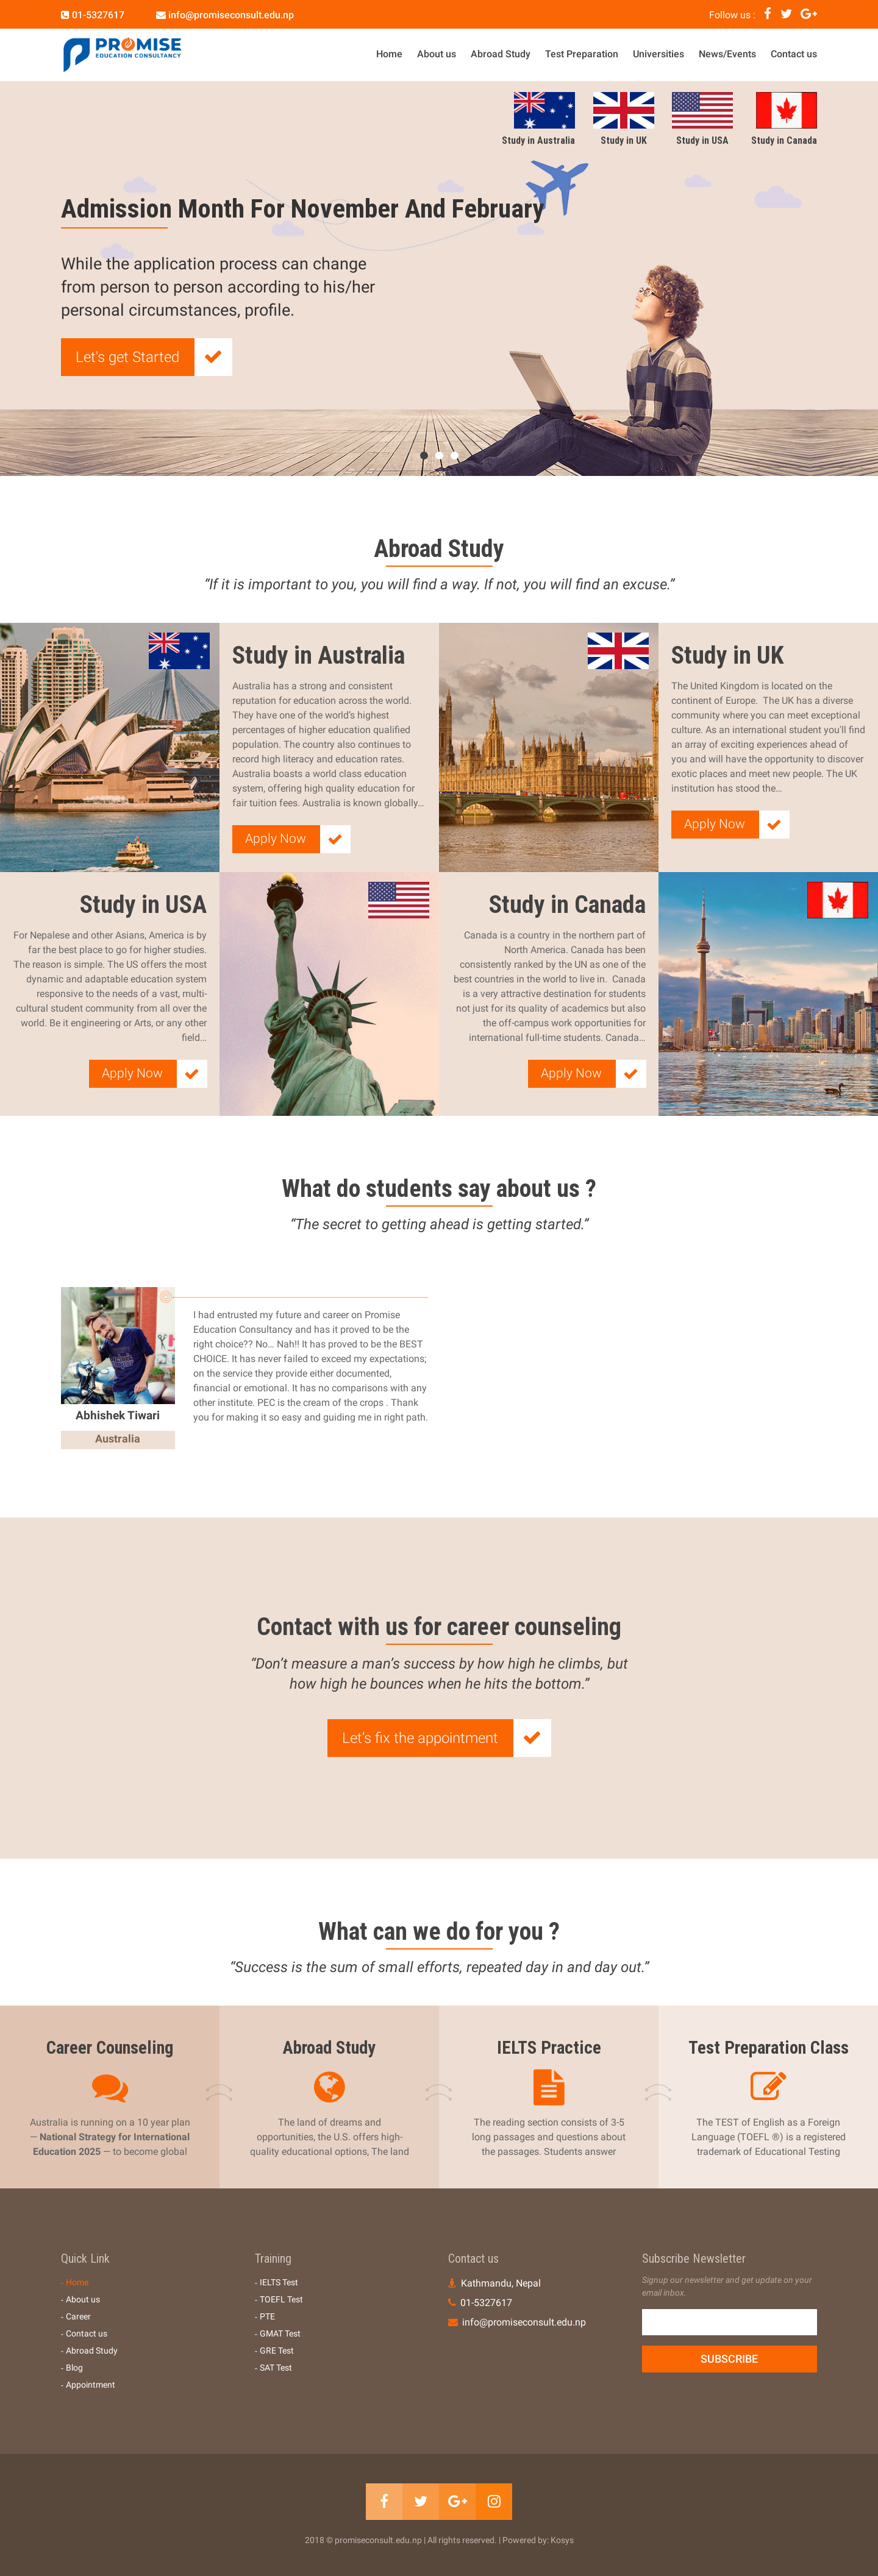 01-5327617
info@promiseconsult.edu.np
Follow us :
PROMISE
EDUCATION CONSULTANCY
Home
About us
Abroad Study
Test Preparation
Universities
News/Events
Contact us
Study in Australia
Study in UK
Study in USA
Study in Canada
Admission Month For November And February
While the application process can change
from person to person according to his/her
personal circumstances, profile.
Let's get Started
Abroad Study
“If it is important to you, you will find a way. If not, you will find an excuse.”
Study in Australia
Australia has a strong and consistent
reputation for education across the world.
They have one of the world's highest
percentages of higher education qualified
population. The country also continues to
record high literacy and education rates.
Australia boasts a world class education
system, offering high quality education for
fair tuition fees. Australia is known globally…
Apply Now
Study in UK
The United Kingdom is located on the
continent of Europe.  The UK has a diverse
community where you can meet exceptional
culture. As an international student you'll find
an array of exciting experiences ahead of
you and will have the opportunity to discover
exotic places and meet new people. The UK
institution has stood the…
Apply Now
Study in USA
For Nepalese and other Asians, America is by
far the best place to go for higher studies.
The reason is simple. The US offers the most
dynamic and adaptable education system
responsive to the needs of a vast, multi-
cultural student community from all over the
world. Be it engineering or Arts, or any other
field…
Apply Now
Study in Canada
Canada is a country in the northern part of
North America. Canada has been
consistently ranked by the UN as one of the
best countries in the world to live in.  Canada
is a very attractive destination for students
not just for its quality of academics but also
the off-campus work opportunities for
international full-time students. Canada…
Apply Now
What do students say about us ?
“The secret to getting ahead is getting started.”
I had entrusted my future and career on Promise
Education Consultancy and has it proved to be the
right choice?? No… Nah!! It has proved to be the BEST
CHOICE. It has never failed to exceed my expectations;
on the service they provide either documented,
financial or emotional. It has no comparisons with any
other institute. PEC is the cream of the crops . Thank
you for making it so easy and guiding me in right path.
Abhishek Tiwari
Australia
Contact with us for career counseling
“Don’t measure a man’s success by how high he climbs, but
how high he bounces when he hits the bottom.”
Let’s fix the appointment
What can we do for you ?
“Success is the sum of small efforts, repeated day in and day out.”
Career Counseling
Australia is running on a 10 year plan
— National Strategy for International
Education 2025 — to become global
Abroad Study
The land of dreams and
opportunities, the U.S. offers high-
quality educational options, The land
IELTS Practice
The reading section consists of 3-5
long passages and questions about
the passages. Students answer
Test Preparation Class
The TEST of English as a Foreign
Language (TOEFL ®) is a registered
trademark of Educational Testing
Quick Link
- Home
- About us
- Career
- Contact us
- Abroad Study
- Blog
- Appointment
Training
- IELTS Test
- TOEFL Test
- PTE
- GMAT Test
- GRE Test
- SAT Test
Contact us
Kathmandu, Nepal
01-5327617
info@promiseconsult.edu.np
Subscribe Newsletter
Signup our newsletter and get update on your
email inbox.
SUBSCRIBE
2018 © promiseconsult.edu.np | All rights reserved. | Powered by: Kosys